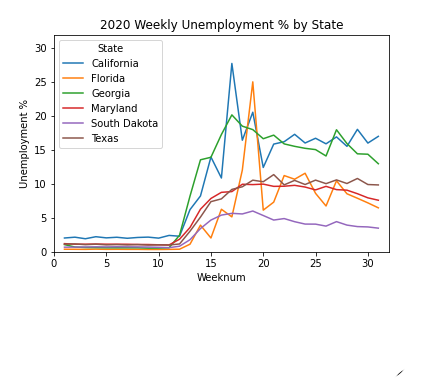 2020 Weekly Unemployment % by State
State
California
Florida
Georgia
Maryland
South Dakota
Texas
Unemployment %
30
25
20
15
10
5
0
0 5 10 15 20 25 30
Weeknum